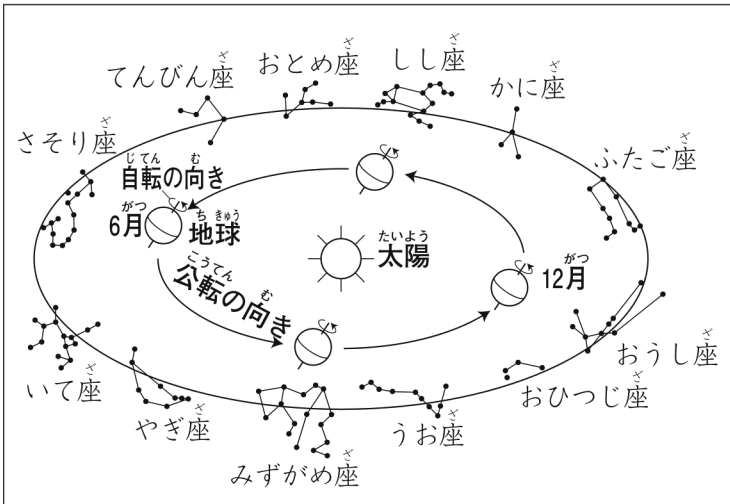 てんびん座
おとめ座
しし座
かに座
さそり座
ふたご座
自転の向き
6月
地球
太陽
12月
公転の向き
いて座
やぎ座
みずがめ座
うお座
おひつじ座
おうし座